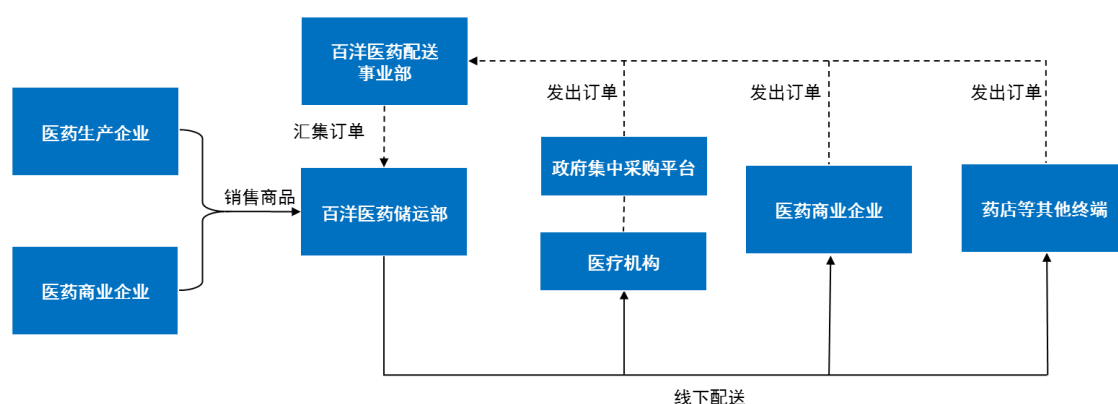 百洋医药配送
事业部
发出订单
发出订单
发出订单
医药生产企业
汇集订单
政府集中采购平台
销售商品
百洋医药储运部
医药商业企业
药店等其他终端
医疗机构
医药商业企业
线下配送